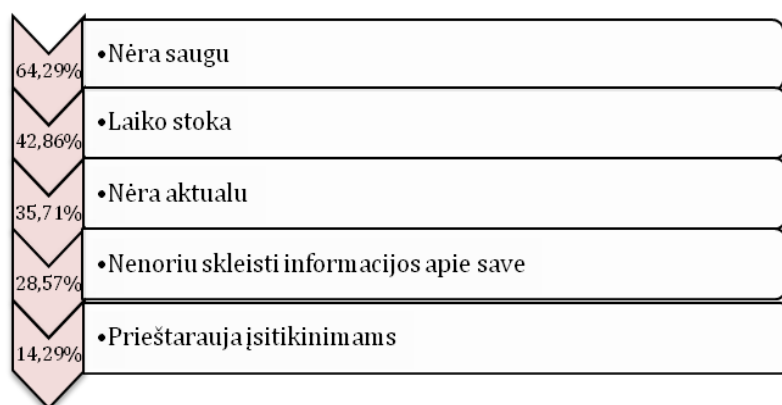 64,29%
•Nėra saugu
42,86%
•Laiko stoka
35,71%
•Nėra aktualu
28,57%
•Nenoriu skleisti informacijos apie save
14,29%
•Prieštarauja įsitikinimams